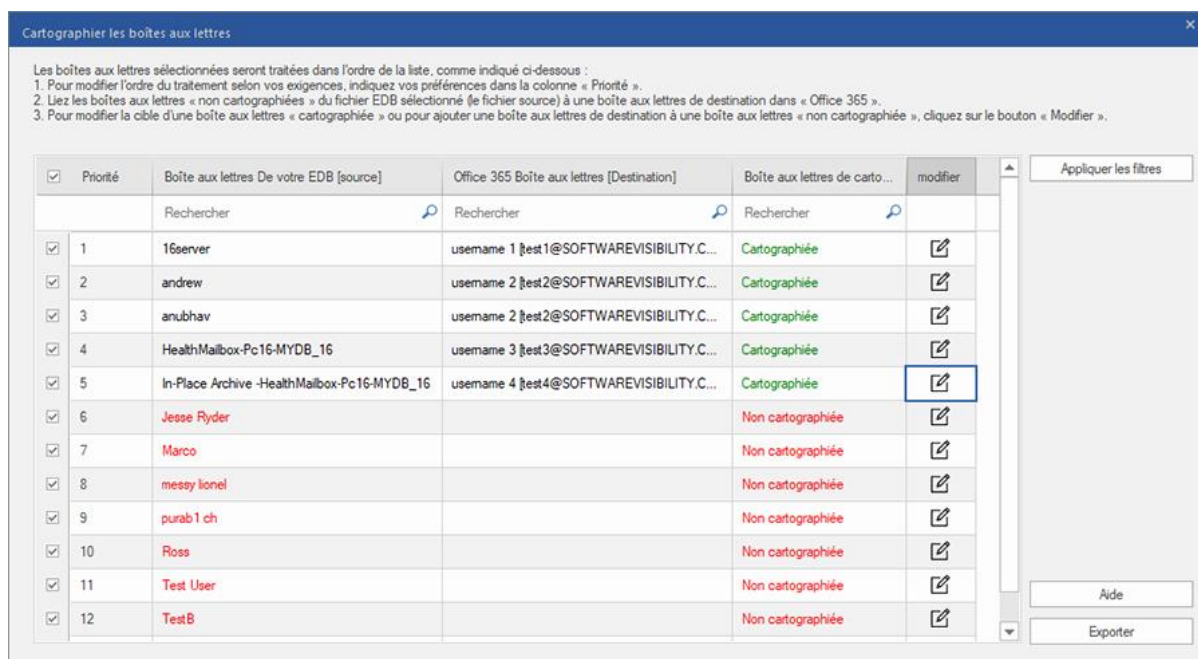 Cartographier les boîtes aux lettres
Les boîtes aux lettres sélectionnées seront traitées dans l'ordre de la liste, comme indiqué ci-dessous :
1. Pour modifier l'ordre du traitement selon vos exigences, indiquez vos préférences dans la colonne « Priorité ».
2. Liez les boîtes aux lettres « non cartographiées » du fichier EDB sélectionné (le fichier source) à une boîte aux lettres de destination dans « Office 365 ».
3. Pour modifier la cible d'une boîte aux lettres « cartographiée » ou pour ajouter une boîte aux lettres de destination à une boîte aux lettres « non cartographiée », cliquez sur le bouton « Modifier ».
Priorité Boîte aux lettres De votre EDB [source] Office 365 Boîte aux lettres [Destination] Boîte aux lettres de carto... modifier Appliquer les filtres
Rechercher Rechercher Rechercher
1 16server username 1 [test1@SOFTWAREVISIBILITY.C... Cartographiée
2 andrew username 2 [test2@SOFTWAREVISIBILITY.C... Cartographiée
3 anubhav username 2 [test2@SOFTWAREVISIBILITY.C... Cartographiée
4 HealthMailbox-Pc16-MYDB_16 username 3 [test3@SOFTWAREVISIBILITY.C... Cartographiée
5 In-Place Archive -HealthMailbox-Pc16-MYDB_16 username 4 [test4@SOFTWAREVISIBILITY.C... Cartographiée
6 Jesse Ryder Non cartographiée
7 Marco Non cartographiée
8 messy lionel Non cartographiée
9 purab1 ch Non cartographiée
10 Ross Non cartographiée
11 Test User Non cartographiée
12 TestB Non cartographiée
Aide
Exporter